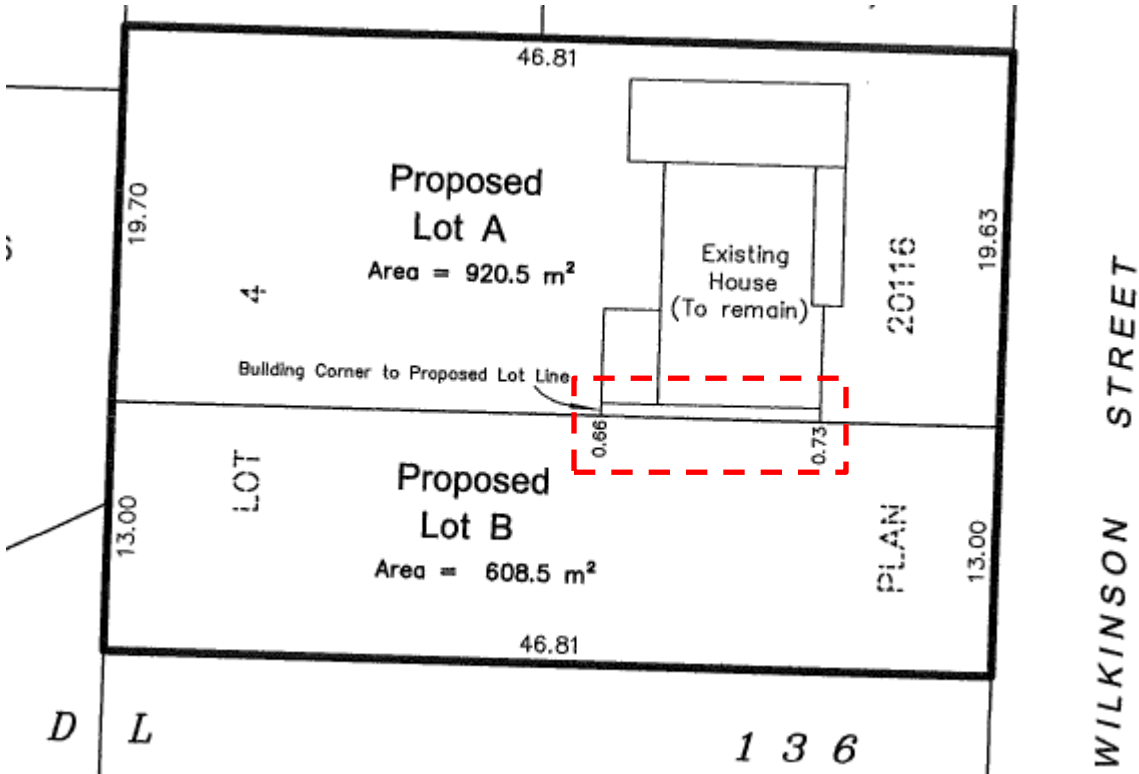 46.81
Proposed
Lot A
Area = 920.5 m²
19.70
19.63
4
Existing
House
(To remain)
20116
Building Corner to Proposed Lot Line
0.66
0.73
LOT
Proposed
Lot B
Area = 608.5 m²
PLAN
13.00
13.00
46.81
WILKINSON STREET
D L
1 3 6